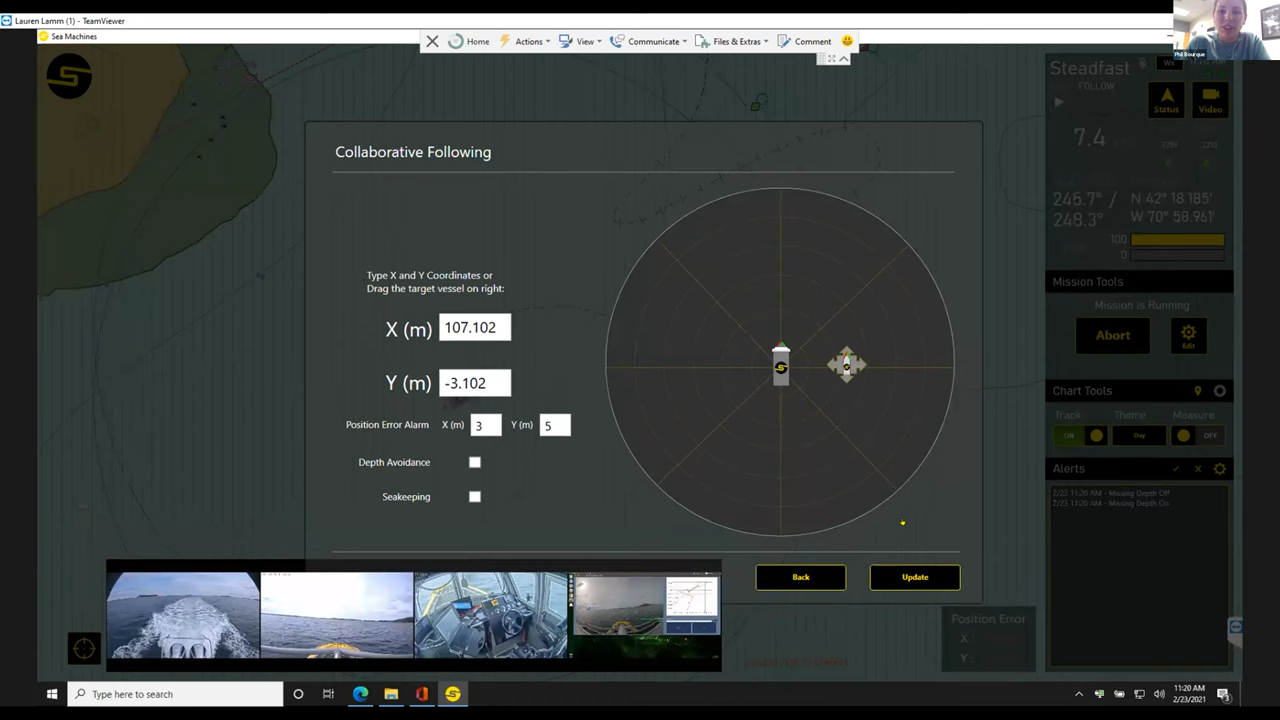 Lauren Lamm (1) - TeamViewer
Sea Machines
Home
Actions
View
Communicate
Files & Extras
Comment
Phil Bourque
Steadfast
Wx
FOLLOW
Status
Video
7.4
245.7° /
N 42° 18.185'
W 70° 58.961'
100
0
Mission Tools
Mission is Running
Abort
Edit
Chart Tools
Track
Theme
Measure
ON
Day
OFF
Alerts
2/23 11:20 AM - Missing Depth Off
2/23 11:20 AM - Missing Depth On
Collaborative Following
Type X and Y Coordinates or
Drag the target vessel on right:
X (m) 107.102
Y (m) -3.102
Position Error Alarm X (m) 3 Y (m) 5
Depth Avoidance
Seakeeping
Back
Update
Position Error
X
Y
Type here to search
11:20 AM
2/23/2021